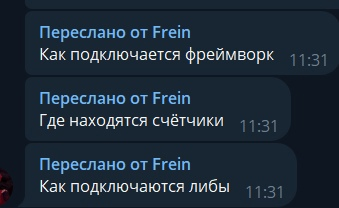 Переслано от Frein
Как подключается фреймворк 11:31
Переслано от Frein
Где находятся счётчики 11:31
Переслано от Frein
Как подключаются либы 11:31